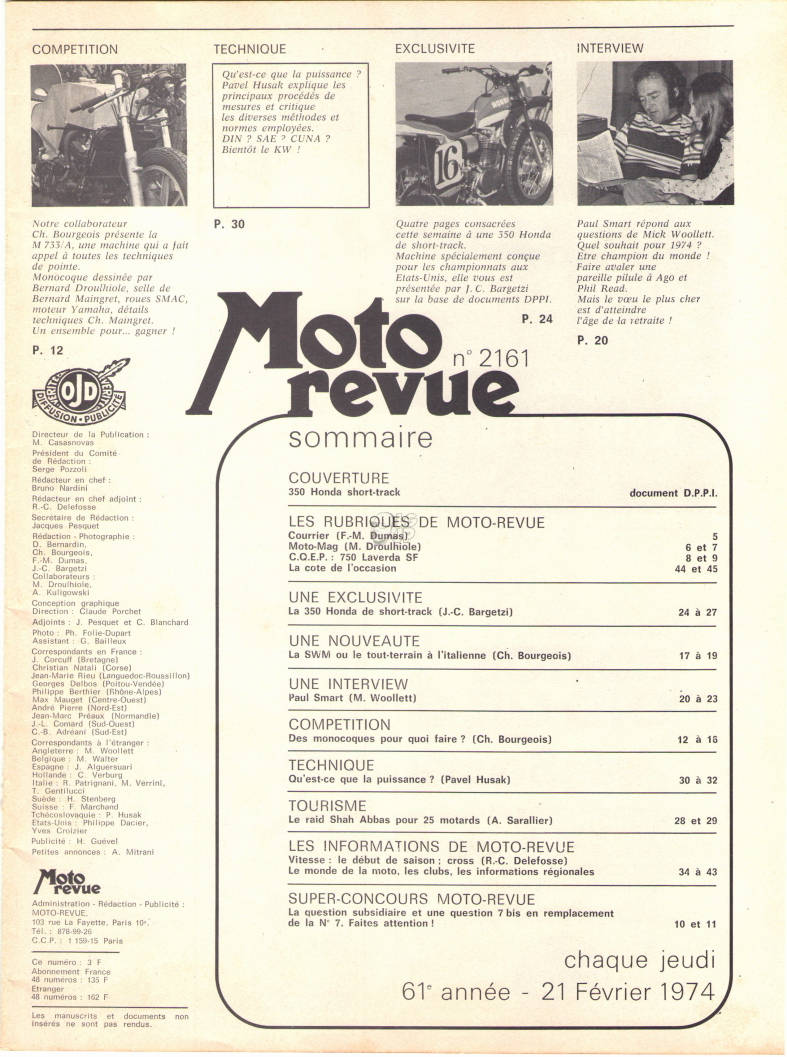 COMPETITION
Notre collaborateur
Ch. Bourgeois présente la
M 733/A, une machine qui a fait
appel à toutes les techniques
de pointe.
Monocoque dessinée par
Bernard Droulhiole, selle de
Bernard Maingret, roues SMAC,
moteur Yamaha, détails
techniques Ch. Maingret.
Un ensemble pour... gagner !
P. 12
TECHNIQUE
Qu'est-ce que la puissance ?
Pavel Husak explique les
principaux procédés de
mesures et critique
les diverses méthodes et
normes employées.
DIN ? SAE ? CUNA ?
Bientôt le KW !
P. 30
EXCLUSIVITE
16
Quatre pages consacrées
cette semaine à une 350 Honda
de short-track.
Machine spécialement conçue
pour les championnats aux
Etats-Unis, elle vous est
présentée par J. C. Bargetzi
sur la base de documents DPPI.
P. 24
INTERVIEW
Paul Smart répond aux
questions de Mick Woollett.
Quel souhait pour 1974 ?
Etre champion du monde !
Faire avaler une
pareille pilule à Ago et
Phil Read.
Mais le vœu le plus cher
est d'atteindre
l'âge de la retraite !
P. 20
Moto
revue
n° 2161
OJD
DIFFUSION • PUBLICITÉ
Directeur de la Publication :
M. Casasnovas
Président du Comité
de Rédaction :
Serge Pozzoli
Rédacteur en chef :
Bruno Nardini
Rédacteur en chef adjoint :
R.-C. Delefosse
Secrétaire de Rédaction :
Jacques Pesquet
Rédaction - Photographie :
D. Bernardin,
Ch. Bourgeois,
F.-M. Dumas,
J.-C. Bargetzi
Collaborateurs :
M. Droulhiole,
A. Kuligowski
Conception graphique
Direction : Claude Porchet
Adjoints : J. Pesquet et C. Blanchard
Photo : Ph. Folie-Dupart
Assistant : G. Bailleux
Correspondants en France :
J. Corcuff (Bretagne)
Christian Natali (Corse)
Jean-Marie Rieu (Languedoc-Roussillon)
Georges Delbos (Poitou-Vendée)
Philippe Berthier (Rhône-Alpes)
Max Mauget (Centre-Ouest)
André Pierre (Nord-Est)
Jean-Marc Préaux (Normandie)
J.-L. Comard (Sud-Ouest)
C.-B. Adréani (Sud-Est)
Correspondants à l'étranger :
Angleterre : M. Woollett
Belgique : M. Walter
Espagne : J. Alguersuari
Hollande : C. Verburg
Italie : R. Patrignani, M. Verrini,
T. Gentilucci
Suède : H. Stenberg
Suisse : F. Marchand
Tchécoslovaquie : P. Husak
Etats-Unis : Philippe Dacier,
Yves Croizier
Publicité : H. Guével
Petites annonces : A. Mitrani
Moto
revue
Administration - Rédaction - Publicité :
MOTO-REVUE,
103 rue La Fayette, Paris 10e.
Tél. : 878-99-26
C.C.P. : 1 159-15 Paris
Ce numéro : 3 F
Abonnement France
48 numéros : 135 F
Etranger
48 numéros : 162 F
Les manuscrits et documents non
insérés ne sont pas rendus.
sommaire
COUVERTURE
350 Honda short-track document D.P.P.I.
LES RUBRIQUES DE MOTO-REVUE
Courrier (F.-M. Dumas) 5
Moto-Mag (M. Droulhiole) 6 et 7
C.Q.E.P. : 750 Laverda SF 8 et 9
La cote de l'occasion 44 et 45
UNE EXCLUSIVITE
La 350 Honda de short-track (J.-C. Bargetzi) 24 à 27
UNE NOUVEAUTE
La SWM ou le tout-terrain à l'italienne (Ch. Bourgeois) 17 à 19
UNE INTERVIEW
Paul Smart (M. Woollett) 20 à 23
COMPETITION
Des monocoques pour quoi faire ? (Ch. Bourgeois) 12 à 16
TECHNIQUE
Qu'est-ce que la puissance ? (Pavel Husak) 30 à 32
TOURISME
Le raid Shah Abbas pour 25 motards (A. Sarallier) 28 et 29
LES INFORMATIONS DE MOTO-REVUE
Vitesse : le début de saison ; cross (R.-C. Delefosse)
Le monde de la moto, les clubs, les informations régionales 34 à 43
SUPER-CONCOURS MOTO-REVUE
La question subsidiaire et une question 7 bis en remplacement
de la N° 7. Faites attention ! 10 et 11
chaque jeudi
61e année - 21 Février 1974